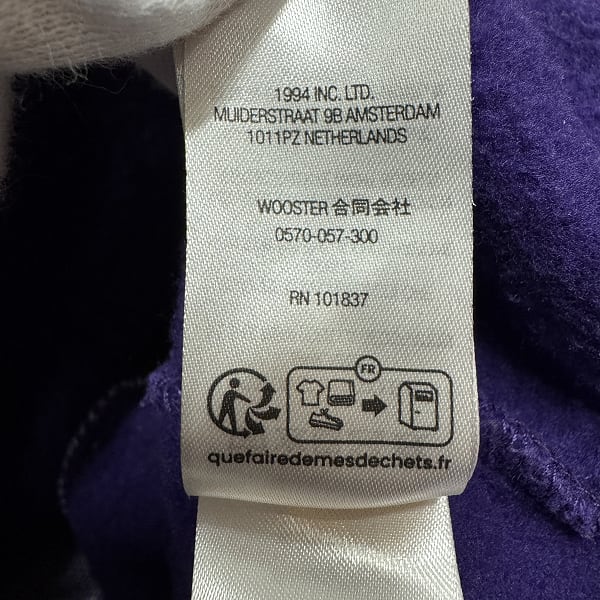 1994 INC. LTD.
MUIDERSTRAAT 9B AMSTERDAM
1011PZ NETHERLANDS
WOOSTER 合同会社
0570-057-300
RN 101837
FR
quefairedemesdechets.fr